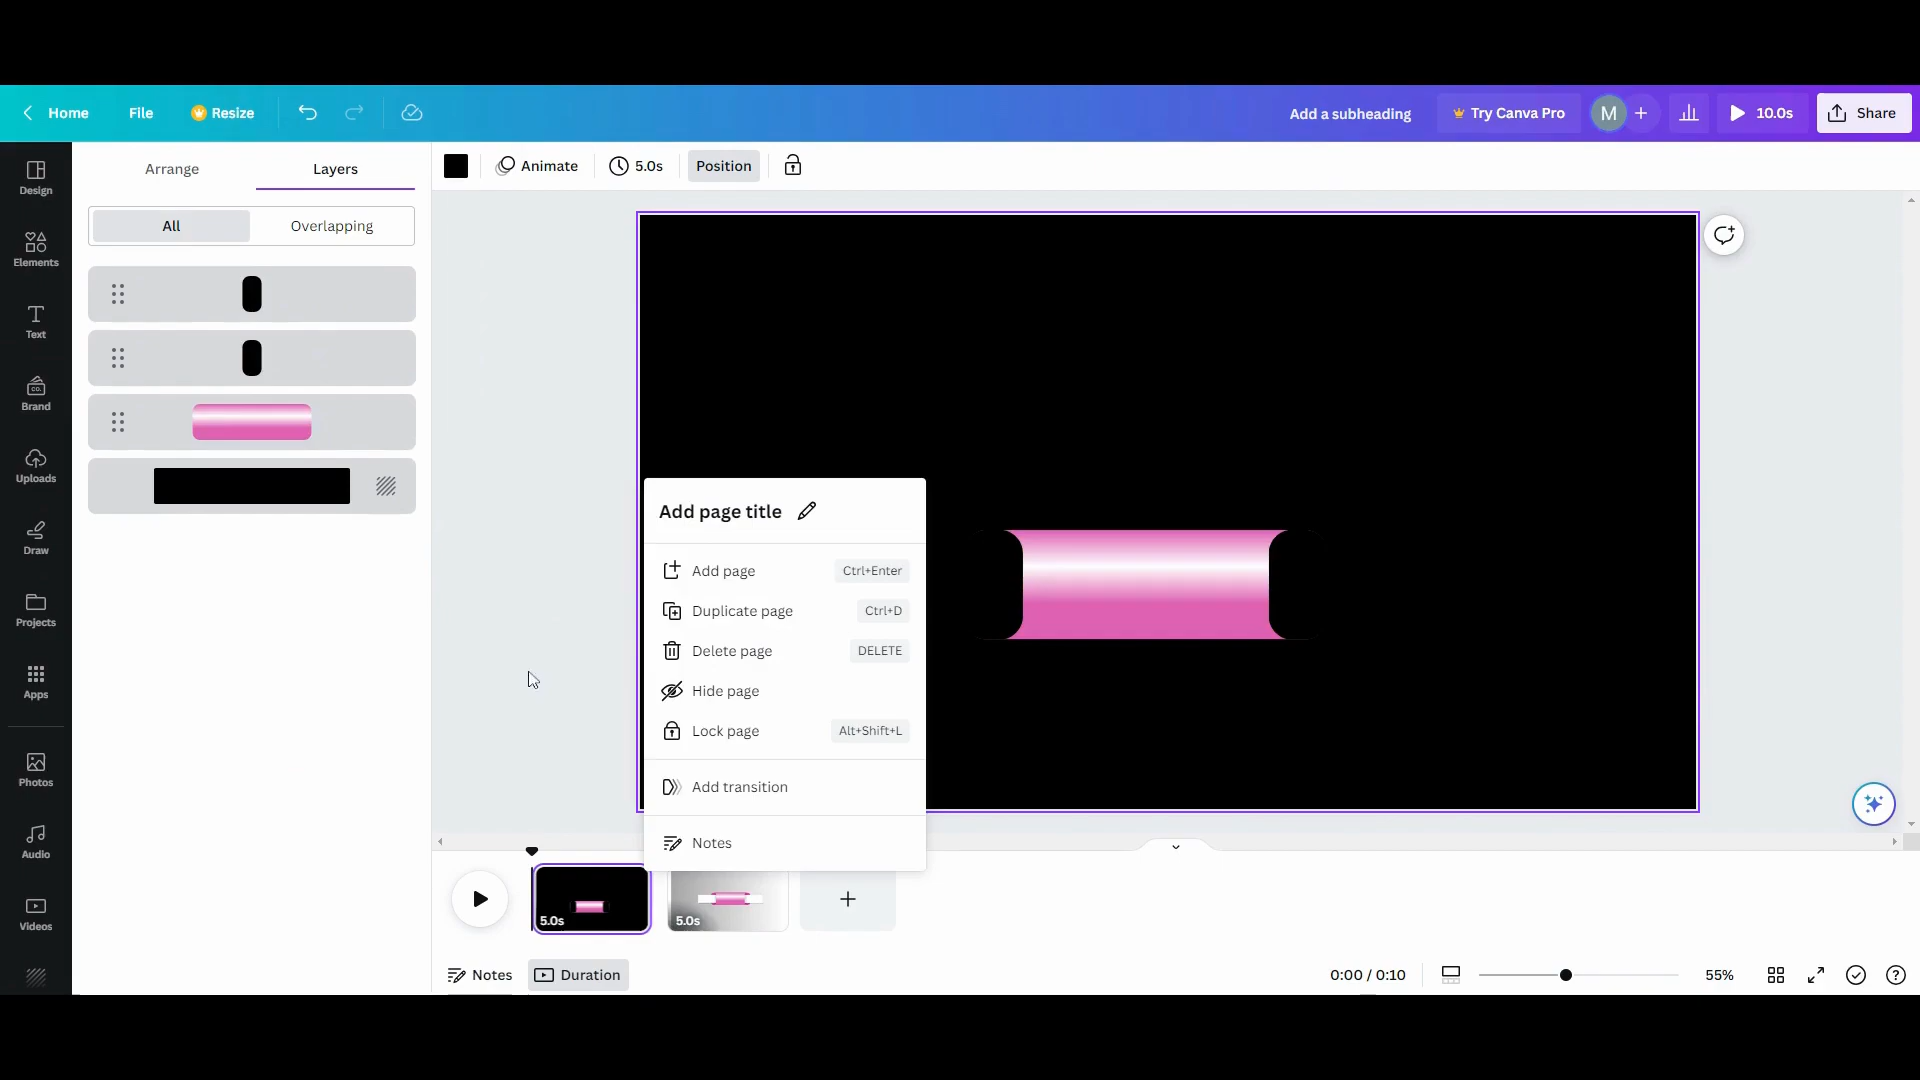 Home
File
Resize
Add a subheading
Try Canva Pro
M
10.0s
Share
Design
Elements
Text
CO.
Brand
Uploads
Draw
Projects
Apps
Photos
Audio
Videos
Arrange
Layers
All
Overlapping
Animate
5.0s
Position
Add page title
Add page Ctrl+Enter
Duplicate page Ctrl+D
Delete page DELETE
Hide page
Lock page Alt+Shift+L
Add transition
Notes
5.0s
5.0s
Notes
Duration
0:00 / 0:10
55%